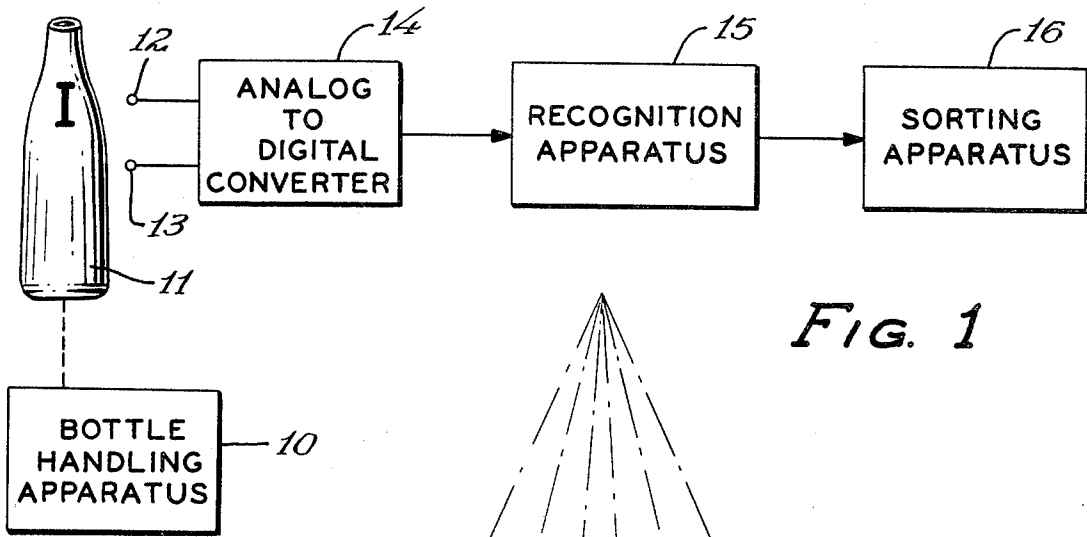 12
14
15
16
I
ANALOG
TO
DIGITAL
CONVERTER
RECOGNITION
APPARATUS
SORTING
APPARATUS
13
11
FIG. 1
BOTTLE
HANDLING
APPARATUS
10